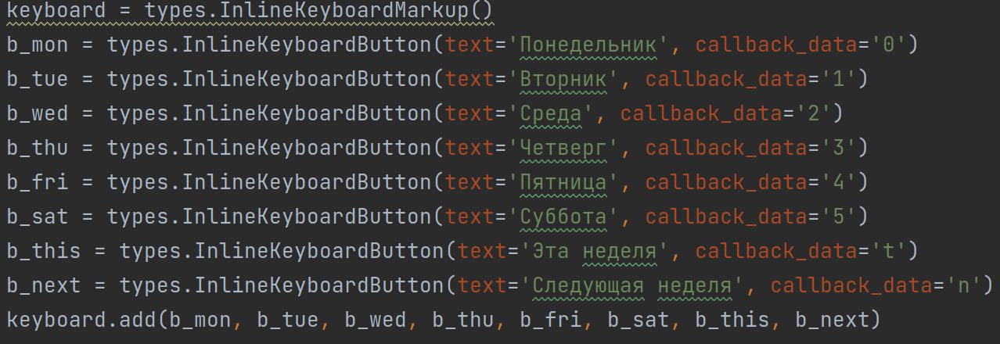 keyboard = types.InlineKeyboardMarkup()
b_mon = types.InlineKeyboardButton(text='Понедельник', callback_data='0')
b_tue = types.InlineKeyboardButton(text='Вторник', callback_data='1')
b_wed = types.InlineKeyboardButton(text='Среда', callback_data='2')
b_thu = types.InlineKeyboardButton(text='Четверг', callback_data='3')
b_fri = types.InlineKeyboardButton(text='Пятница', callback_data='4')
b_sat = types.InlineKeyboardButton(text='Суббота', callback_data='5')
b_this = types.InlineKeyboardButton(text='Эта неделя', callback_data='t')
b_next = types.InlineKeyboardButton(text='Следующая неделя', callback_data='n')
keyboard.add(b_mon, b_tue, b_wed, b_thu, b_fri, b_sat, b_this, b_next)